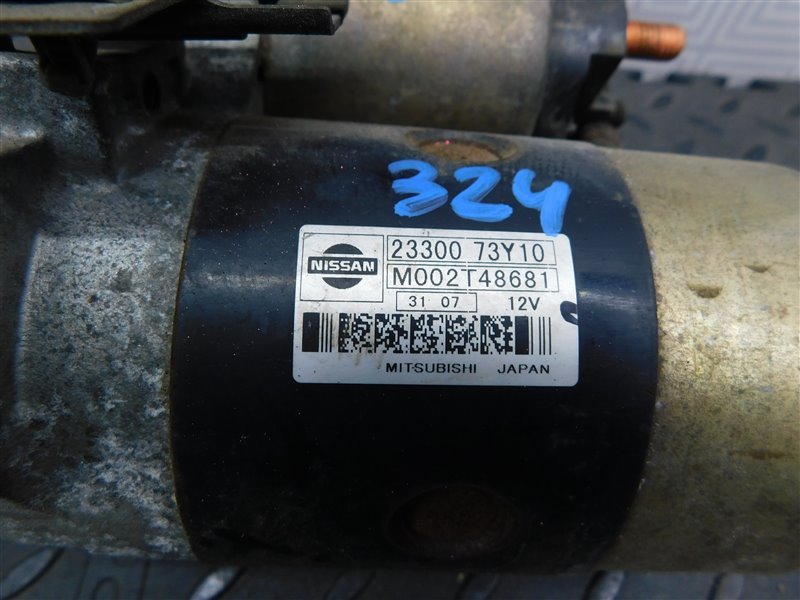 324
NISSAN
23300 73Y10
M002T48681
31 07 12V
MITSUBISHI JAPAN